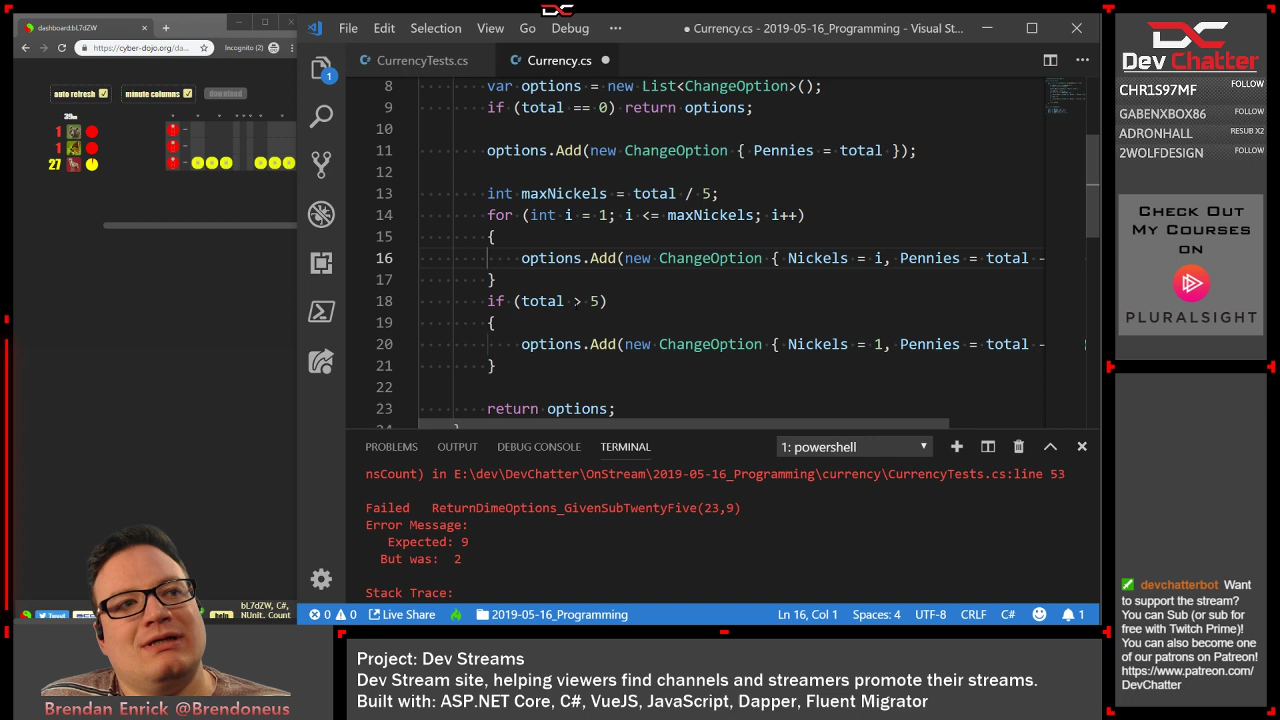 dashboard:bL7dZW
https://cyber-dojo.org/da...
Incognito (2)
auto refresh
minute columns
download
39m
1
1
27
File Edit Selection View Go Debug ...
● Currency.cs - 2019-05-16_Programming - Visual St...
CurrencyTests.cs
Currency.cs
1
8 var options = new List<ChangeOption>();
9 if (total == 0) return options;
10
11 options.Add(new ChangeOption { Pennies = total });
12
13 int maxNickels = total / 5;
14 for (int i = 1; i <= maxNickels; i++)
15 {
16 options.Add(new ChangeOption { Nickels = i, Pennies = total -
17 }
18 if (total > 5)
19 {
20 options.Add(new ChangeOption { Nickels = 1, Pennies = total -
21 }
22
23 return options;
PROBLEMS OUTPUT DEBUG CONSOLE TERMINAL
1: powershell
nsCount) in E:\dev\DevChatter\OnStream\2019-05-16_Programming\currency\CurrencyTests.cs:line 53
Failed ReturnDimeOptions_GivenSubTwentyFive(23,9)
Error Message:
Expected: 9
But was: 2
Stack Trace:
0 0 Live Share 2019-05-16_Programming Ln 16, Col 1 Spaces: 4 UTF-8 CRLF C# 1
Tweet
help
bL7dZW, C#,
NUnit, Count
Brendan Enrick @Brendoneus
Project: Dev Streams
Dev Stream site, helping viewers find channels and streamers promote their streams.
Built with: ASP.NET Core, C#, VueJS, JavaScript, Dapper, Fluent Migrator
Dev Chatter
CHR1S97MF FOLLOW
GABENXBOX86 FOLLOW
ADRONHALL RESUB X2
2WOLFDESIGN FOLLOW
CHECK OUT
MY COURSES
ON
PLURALSIGHT
devchatterbot Want
to support the stream?
You can Sub (or sub for
free with Twitch Prime)!
You can also become one
of our patrons on Patreon!
https://www.patreon.com/
DevChatter